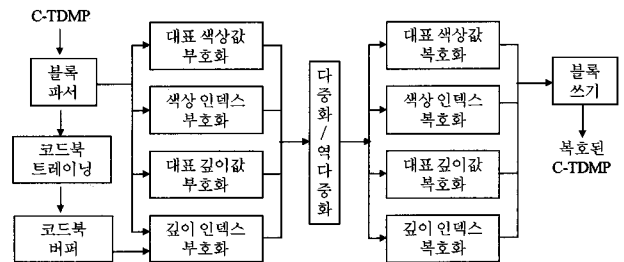 C-TDMP
블록
파서
코드북
트레이닝
코드북
버퍼
대표 색상값
부호화
색상 인덱스
부호화
대표 깊이값
부호화
깊이 인덱스
부호화
다중화 / 역다중화
대표 색상값
복호화
색상 인덱스
복호화
대표 깊이값
복호화
깊이 인덱스
복호화
블록
쓰기
복호된
C-TDMP